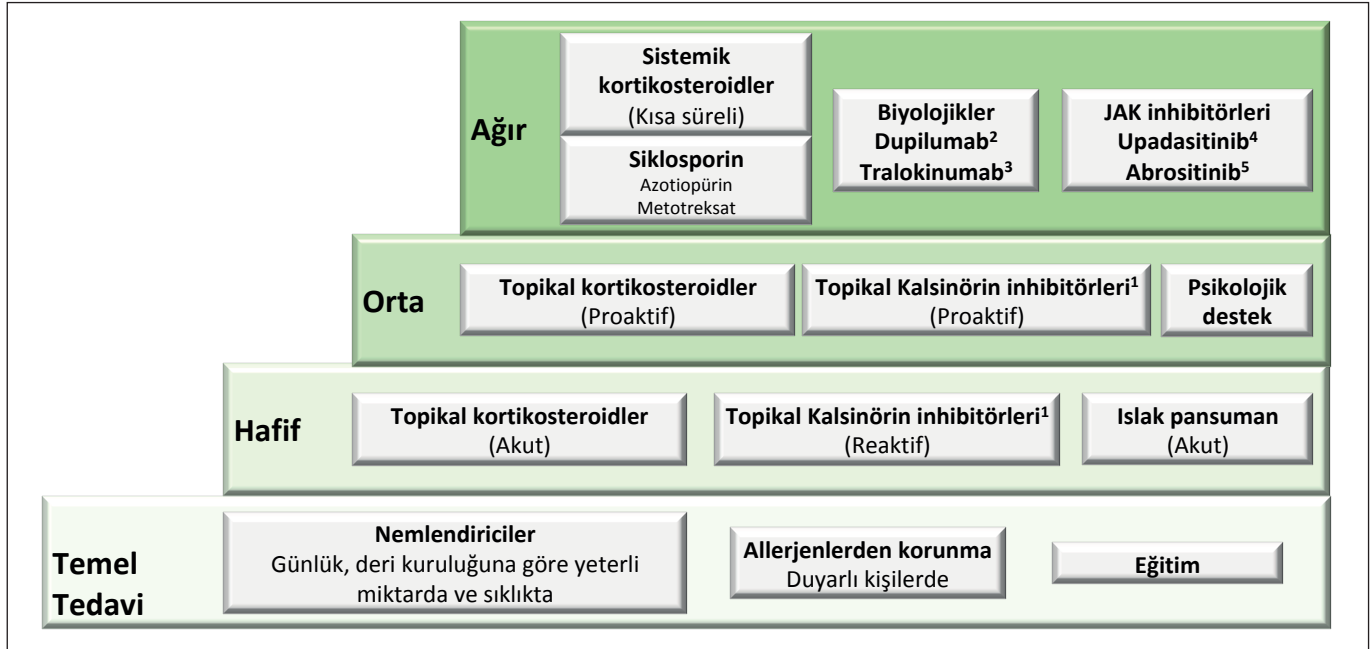 Ağır
Sistemik
kortikosteroidler
(Kısa süreli)
Siklosporin
Azotiopürin
Metotreksat
Biyolojikler
Dupilumab²
Tralokinumab³
JAK inhibitörleri
Upadasitinib⁴
Abrositinib⁵
Orta
Topikal kortikosteroidler
(Proaktif)
Topikal Kalsinörin inhibitörleri¹
(Proaktif)
Psikolojik
destek
Hafif
Topikal kortikosteroidler
(Akut)
Topikal Kalsinörin inhibitörleri¹
(Reaktif)
Islak pansuman
(Akut)
Temel
Tedavi
Nemlendiriciler
Günlük, deri kuruluğuna göre yeterli
miktarda ve sıklıkta
Allerjenlerden korunma
Duyarlı kişilerde
Eğitim